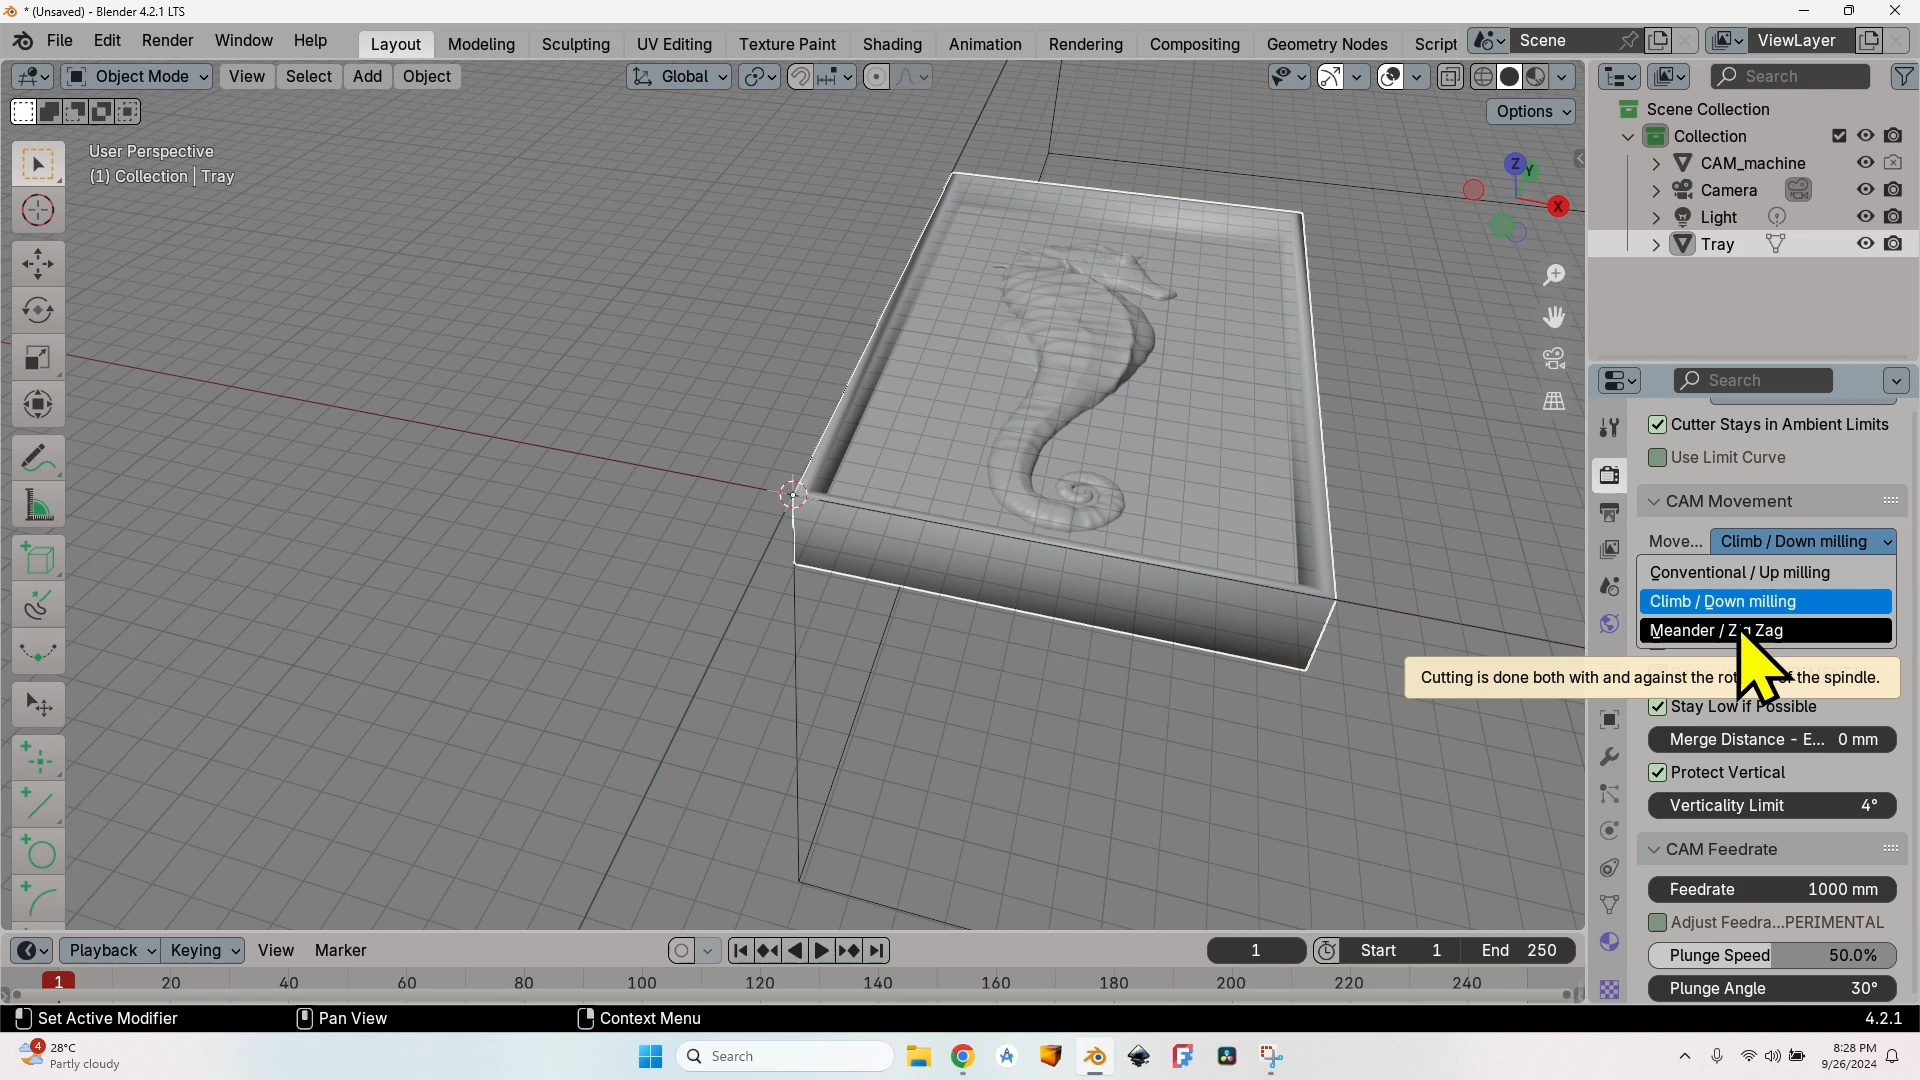 * (Unsaved) - Blender 4.2.1 LTS
File Edit Render Window Help Layout Modeling Sculpting UV Editing Texture Paint Shading Animation Rendering Compositing Geometry Nodes Script Scene ViewLayer
Object Mode View Select Add Object Global Search
Options
User Perspective
(1) Collection | Tray
Z
Y
X
Scene Collection
Collection
CAM_machine
Camera
Light
Tray
Search
Cutter Stays in Ambient Limits
Use Limit Curve
CAM Movement
Move... Climb / Down milling
Conventional / Up milling
Climb / Down milling
Meander / Zig Zag
Cutting is done both with and against the of the spindle.
Stay Low if Possible
Merge Distance - E... 0 mm
Protect Vertical
Verticality Limit 4°
CAM Feedrate
Feedrate 1000 mm
Adjust Feedra...PERIMENTAL
Plunge Speed 50.0%
Plunge Angle 30°
Playback Keying View Marker 1 Start 1 End 250
1 20 40 60 80 100 120 140 160 180 200 220 240
Set Active Modifier Pan View Context Menu 4.2.1
4 28°C
Partly cloudy
Search
8:28 PM
9/26/2024